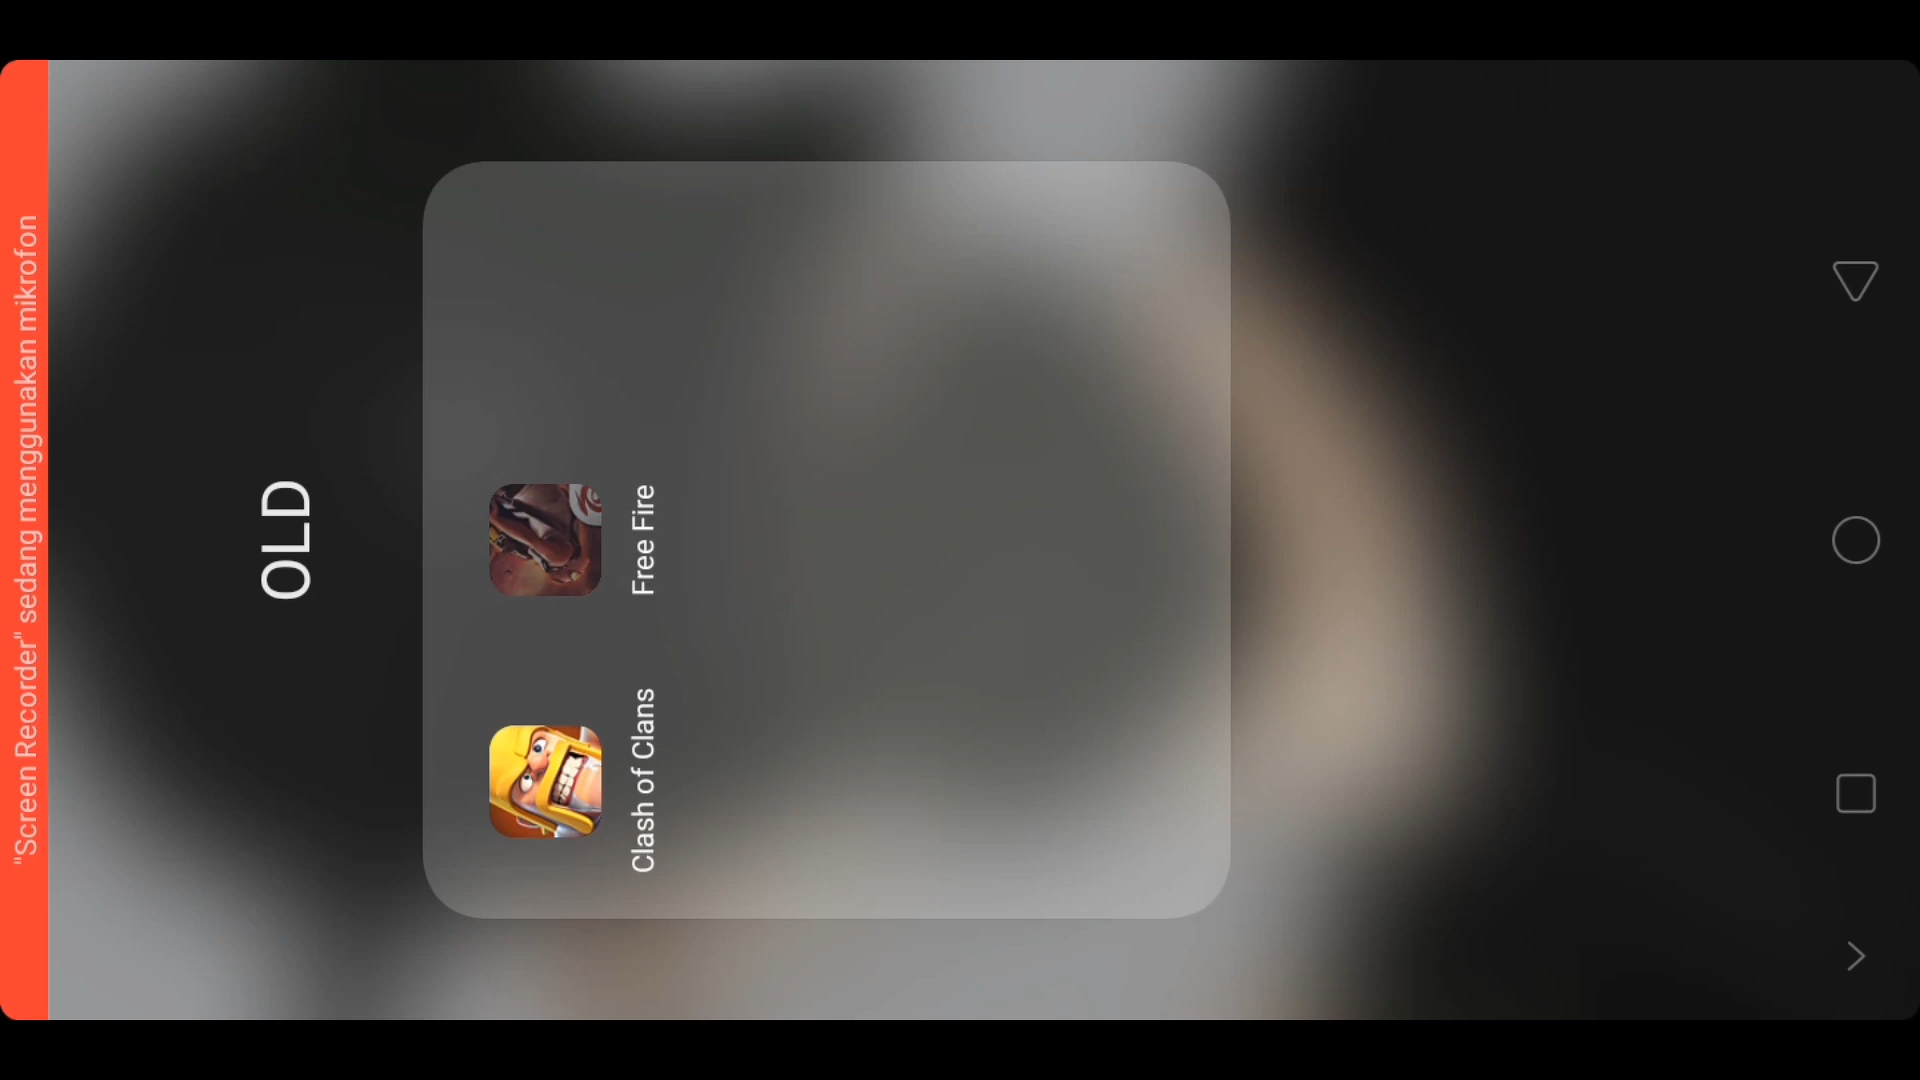 "Screen Recorder" sedang menggunakan mikrofon
OLD
Clash of Clans
Free Fire